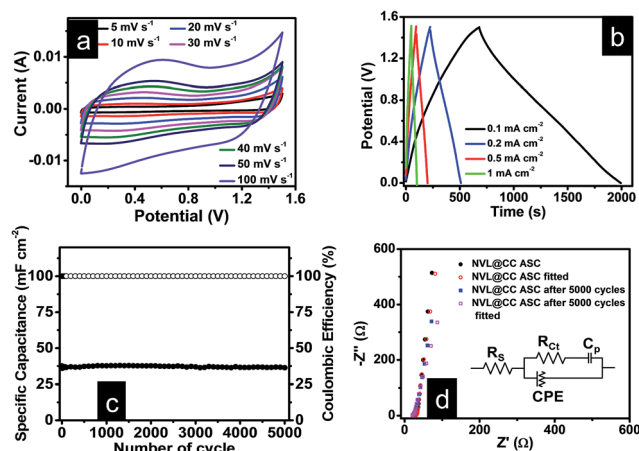 5 mV s-1
20 mV s-1
10 mV s-1
30 mV s-1
40 mV s-1
50 mV s-1
100 mV s-1
a
0.01
0.00
-0.01
Current (A)
0.0
0.4
0.8
1.2
1.6
Potential (V)
b
1.6
1.2
0.8
0.4
0.0
Potential (V)
0.1 mA cm-2
0.2 mA cm-2
0.5 mA cm-2
1 mA cm-2
0
500
1000
1500
2000
Time (s)
Specific Capacitance (mF cm-2)
100
75
50
25
0
100
75
50
25
0
Coulombic Efficiency (%)
c
0
1000
2000
3000
4000
5000
Number of cycle
600
400
200
0
-Z'' (Ω)
NVL@CC ASC
NVL@CC ASC fitted
NVL@CC ASC after 5000 cycles
NVL@CC ASC after 5000 cycles
fitted
RS
RCt
Cp
CPE
d
0
200
400
600
Z' (Ω)